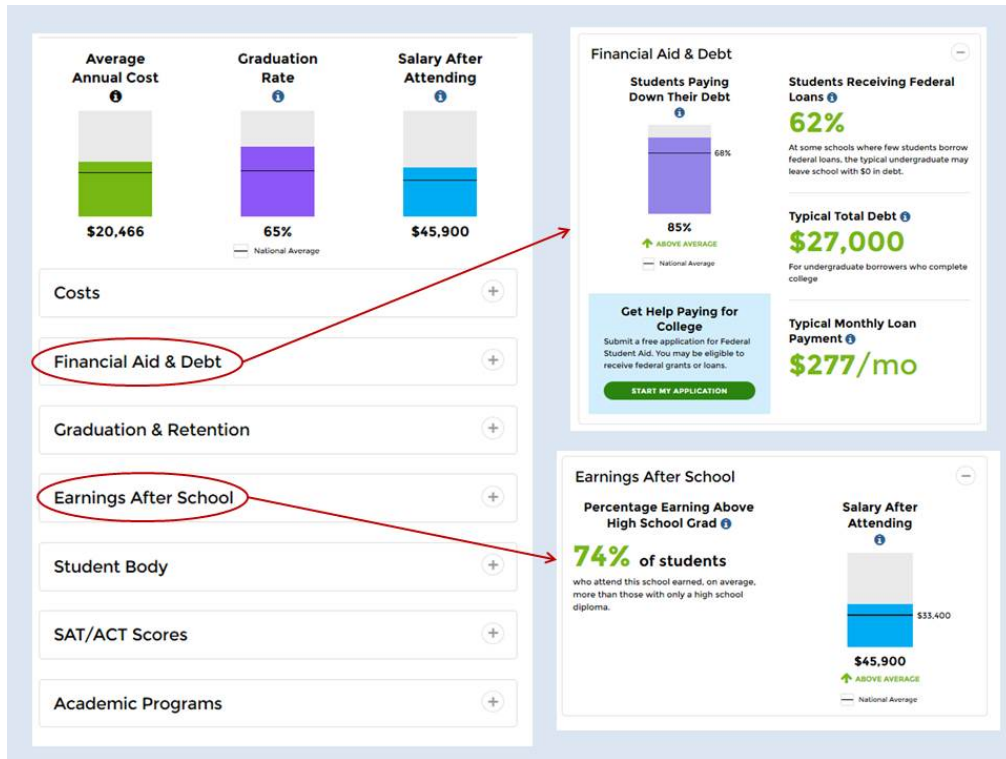 Average
Annual Cost
Graduation
Rate
Salary After
Attending
$20,466
65%
$45,900
National Average
Costs
Financial Aid & Debt
Graduation & Retention
Earnings After School
Student Body
SAT/ACT Scores
Academic Programs
Financial Aid & Debt
Students Paying
Down Their Debt
68%
85%
ABOVE AVERAGE
National Average
Get Help Paying for
College
Submit a free application for Federal
Student Aid. You may be eligible to
receive federal grants or loans.
START MY APPLICATION
Students Receiving Federal
Loans
62%
At some schools where few students borrow
federal loans, the typical undergraduate may
leave school with $0 in debt.
Typical Total Debt
$27,000
For undergraduate borrowers who complete
college
Typical Monthly Loan
Payment
$277/mo
Earnings After School
Percentage Earning Above
High School Grad
74% of students
who attend this school earned, on average,
more than those with only a high school
diploma.
Salary After
Attending
$33,400
$45,900
ABOVE AVERAGE
National Average